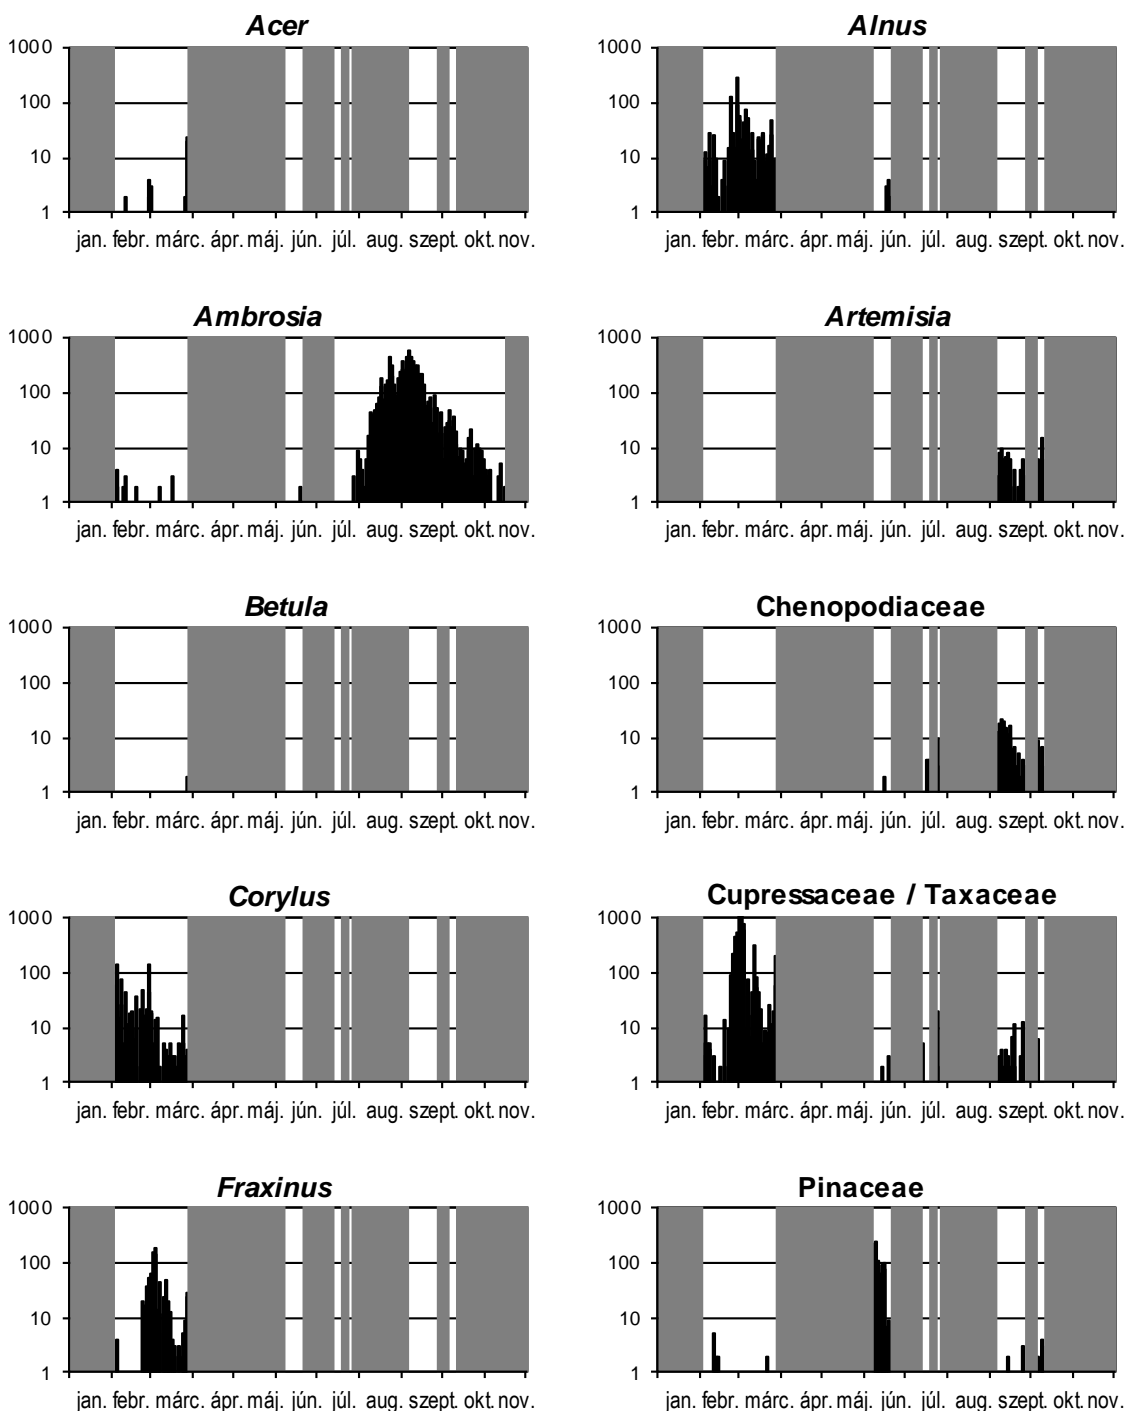 Acer
1000
100
10
1
jan. febr. márc. ápr. máj. jún. júl. aug. szept. okt. nov.
Alnus
1000
100
10
1
jan. febr. márc. ápr. máj. jún. júl. aug. szept. okt. nov.
Ambrosia
1000
100
10
1
jan. febr. márc. ápr. máj. jún. júl. aug. szept. okt. nov.
Artemisia
1000
100
10
1
jan. febr. márc. ápr. máj. jún. júl. aug. szept. okt. nov.
Betula
1000
100
10
1
jan. febr. márc. ápr. máj. jún. júl. aug. szept. okt. nov.
Chenopodiaceae
1000
100
10
1
jan. febr. márc. ápr. máj. jún. júl. aug. szept. okt. nov.
Corylus
1000
100
10
1
jan. febr. márc. ápr. máj. jún. júl. aug. szept. okt. nov.
Cupressaceae / Taxaceae
1000
100
10
1
jan. febr. márc. ápr. máj. jún. júl. aug. szept. okt. nov.
Fraxinus
1000
100
10
1
jan. febr. márc. ápr. máj. jún. júl. aug. szept. okt. nov.
Pinaceae
1000
100
10
1
jan. febr. márc. ápr. máj. jún. júl. aug. szept. okt. nov.